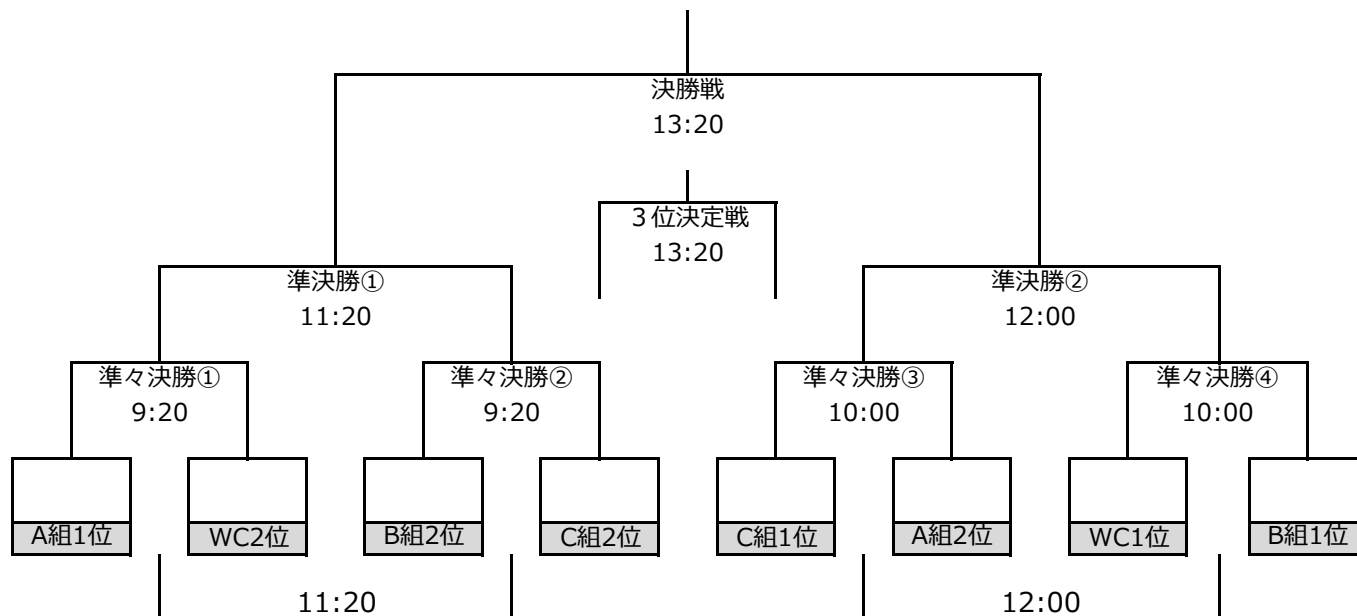 決勝戦
13:20
３位決定戦
13:20
準決勝①
準決勝②
11:20
12:00
準々決勝①
準々決勝②
準々決勝③
準々決勝④
9:20
9:20
10:00
10:00
A組1位
WC2位
B組2位
C組2位
C組1位
A組2位
WC1位
B組1位
11:20
12:00